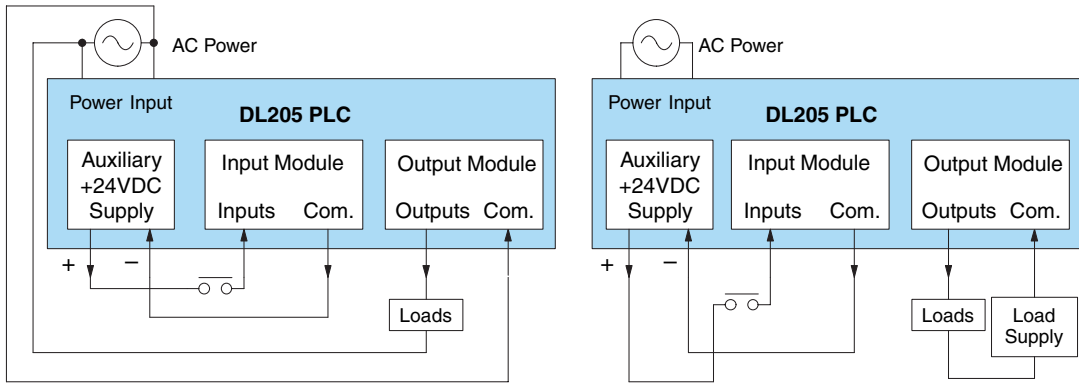 AC Power
Power Input
DL205 PLC
Auxiliary
+24VDC
Supply
Input Module
Inputs Com.
Output Module
Outputs Com.
+ −
Loads
AC Power
Power Input
DL205 PLC
Auxiliary
+24VDC
Supply
Input Module
Inputs Com.
Output Module
Outputs Com.
+ −
Loads
Load
Supply